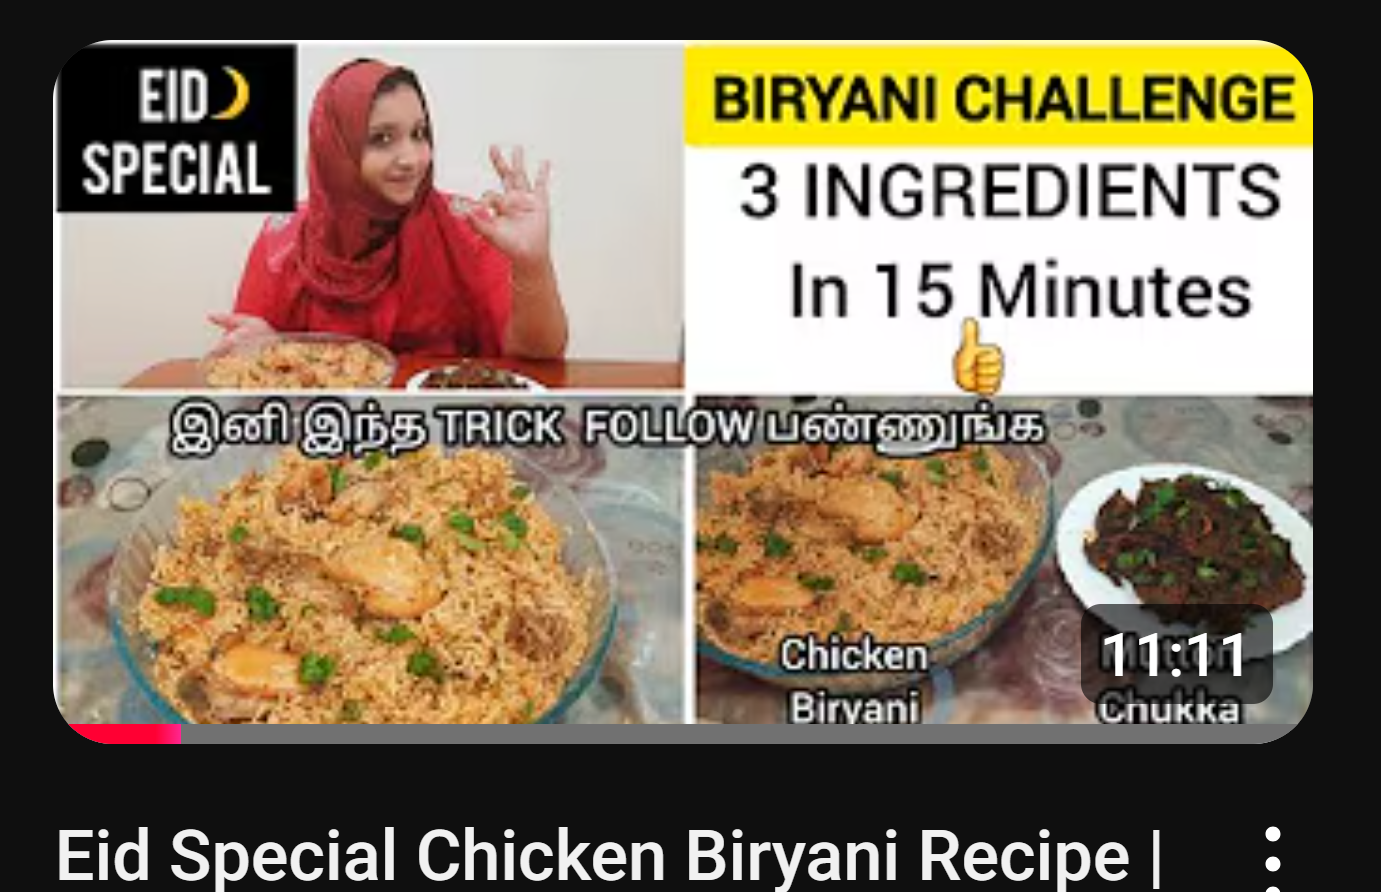 EID🌙
SPECIAL
BIRYANI CHALLENGE
3 INGREDIENTS
In 15 Minutes
👍
இனி இந்த TRICK FOLLOW பண்ணுங்க
Chicken
Biryani
11:11
Mutton
Chukka
Eid Special Chicken Biryani Recipe |